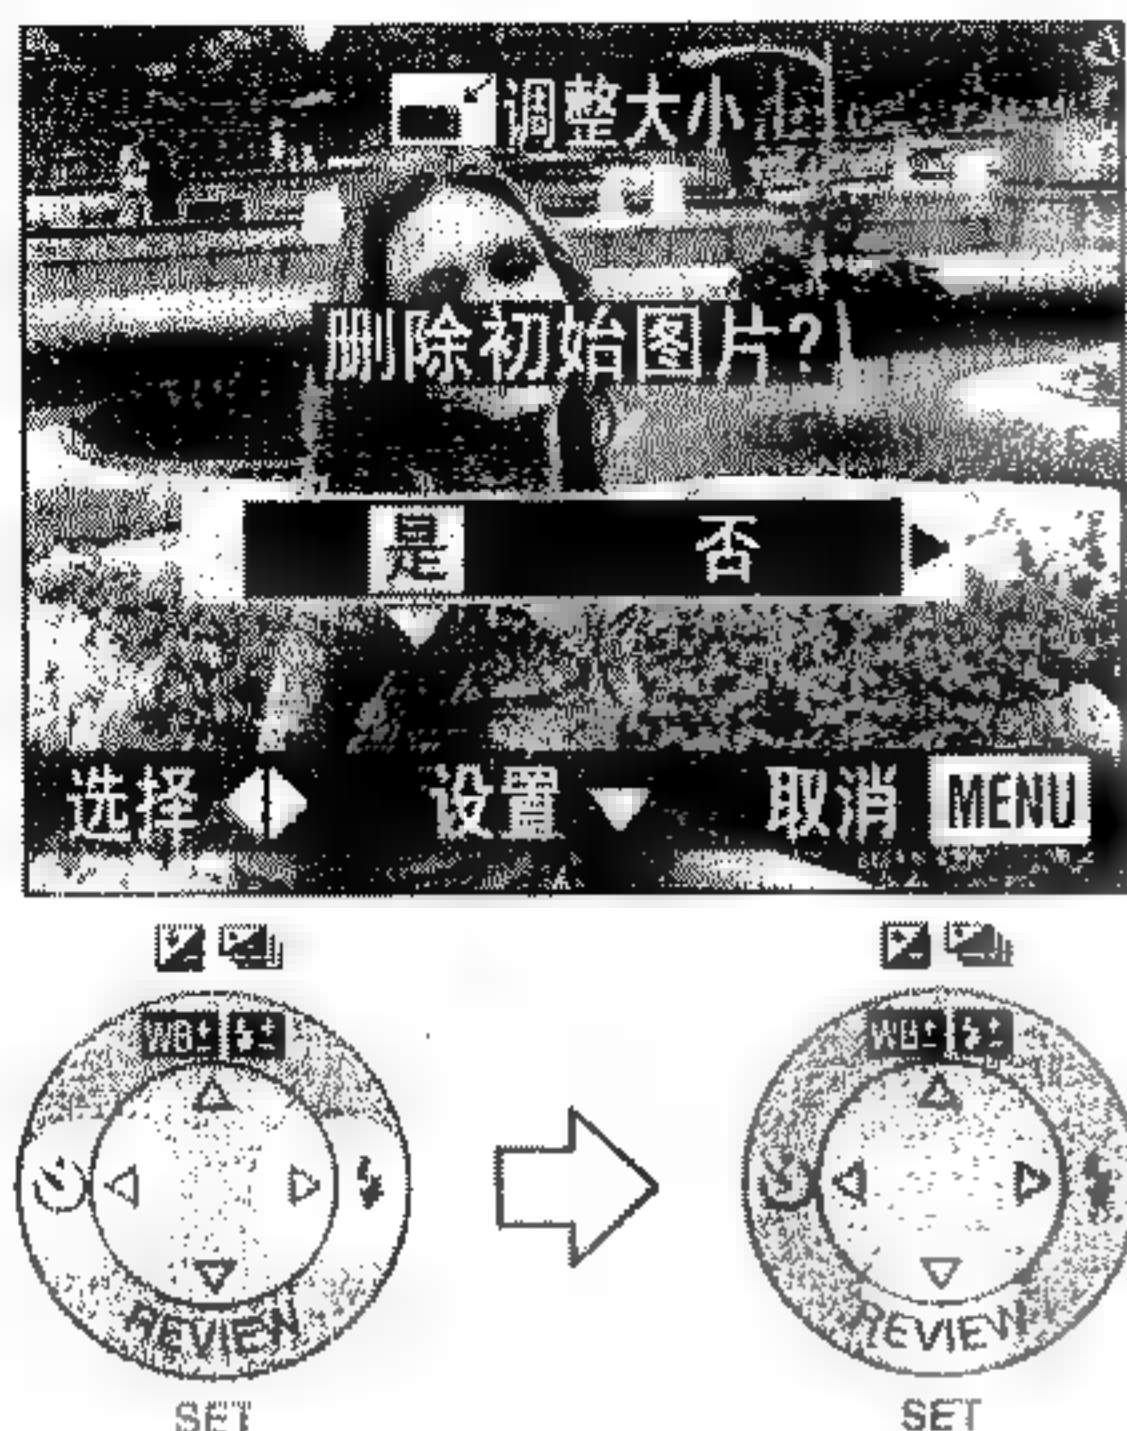 调整大小
删除初始图片?
是 否
选择 设置 取消 MENU
WB± ± WB± ±
REVIEW REVIEW
SET SET